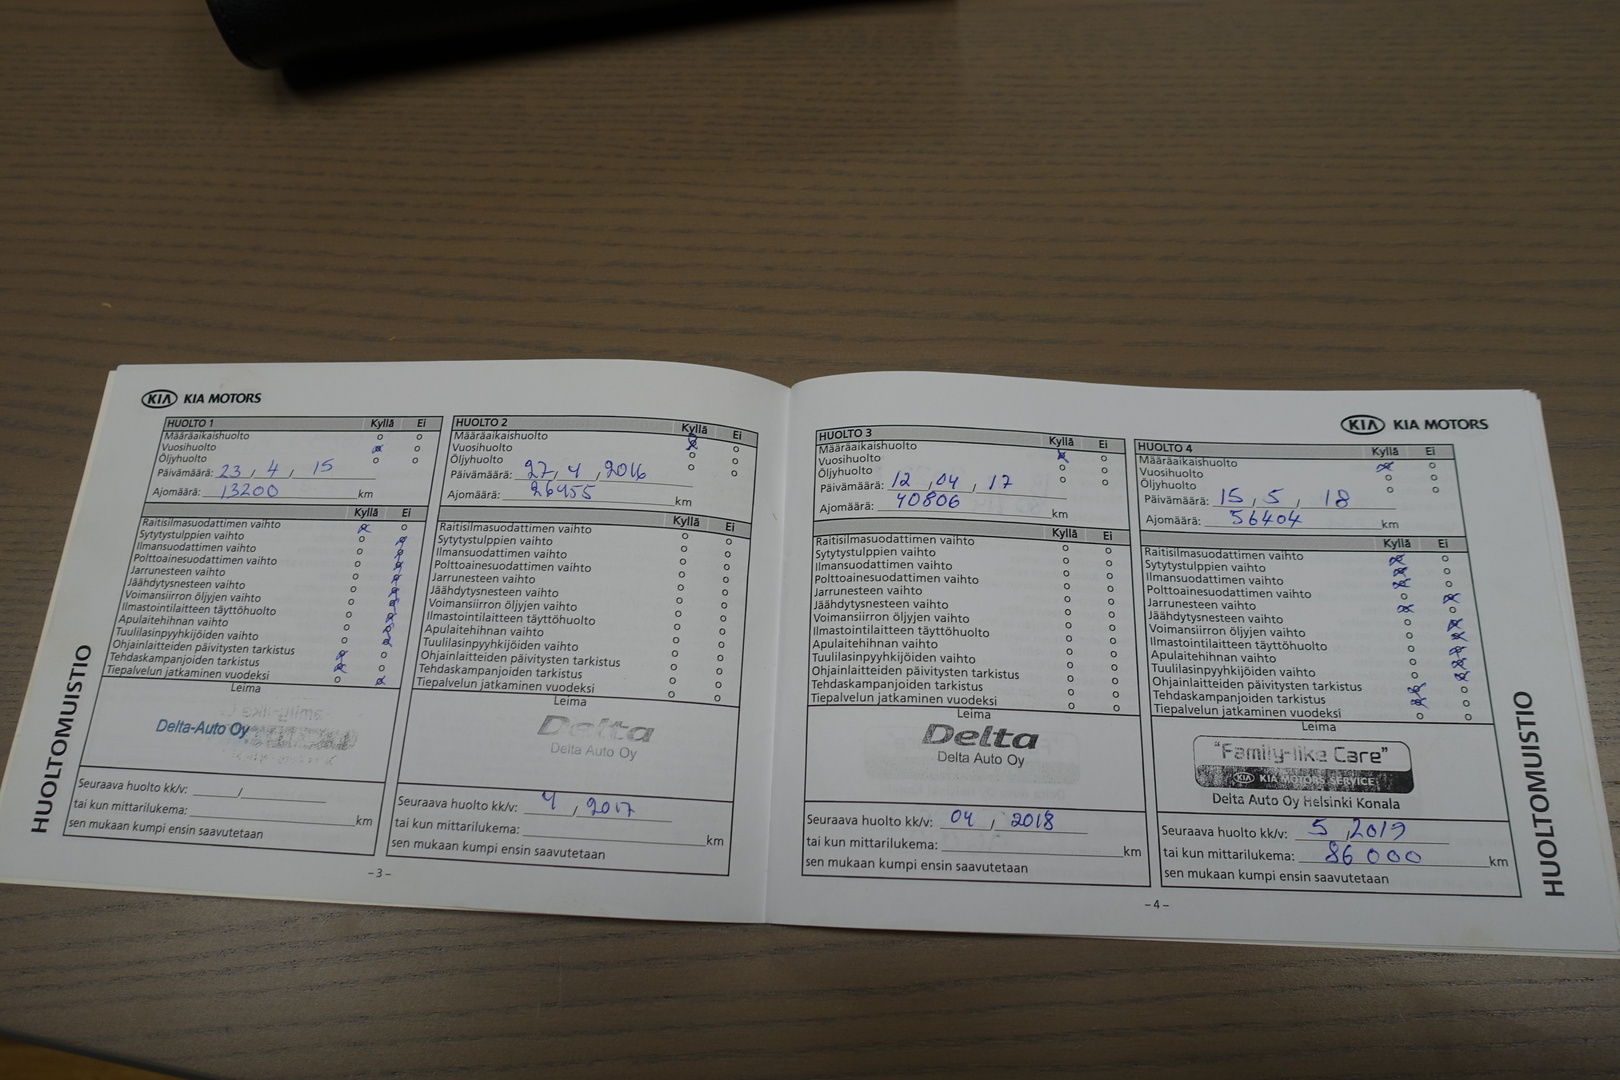 KIA KIA MOTORS
HUOLTOMUISTIO
HUOLTO 1 Kyllä Ei
Määräaikaishuolto
Vuosihuolto
Öljyhuolto
Päivämäärä: 23, 4, 15
Ajomäärä: 13200 km
Kyllä Ei
Raitisilmasuodattimen vaihto
Sytytystulppien vaihto
Ilmansuodattimen vaihto
Polttoainesuodattimen vaihto
Jarrunesteen vaihto
Jäähdytysnesteen vaihto
Voimansiirron öljyjen vaihto
Ilmastointilaitteen täyttöhuolto
Apulaitehihnan vaihto
Tuulilasinpyyhkijöiden vaihto
Ohjainlaitteiden päivitysten tarkistus
Tehdaskampanjoiden tarkistus
Tiepalvelun jatkaminen vuodeksi
Leima
Delta-Auto Oy
Seuraava huolto kk/v: /
tai kun mittarilukema: km
sen mukaan kumpi ensin saavutetaan
HUOLTO 2 Kyllä Ei
Määräaikaishuolto
Vuosihuolto
Öljyhuolto
Päivämäärä: 27, 4, 2016
Ajomäärä: 26455 km
Kyllä Ei
Raitisilmasuodattimen vaihto
Sytytystulppien vaihto
Ilmansuodattimen vaihto
Polttoainesuodattimen vaihto
Jarrunesteen vaihto
Jäähdytysnesteen vaihto
Voimansiirron öljyjen vaihto
Ilmastointilaitteen täyttöhuolto
Apulaitehihnan vaihto
Tuulilasinpyyhkijöiden vaihto
Ohjainlaitteiden päivitysten tarkistus
Tehdaskampanjoiden tarkistus
Tiepalvelun jatkaminen vuodeksi
Leima
Delta
Delta Auto Oy
Seuraava huolto kk/v: 4, 2017
tai kun mittarilukema: km
sen mukaan kumpi ensin saavutetaan
-3-
KIA KIA MOTORS
HUOLTO 3 Kyllä Ei
Määräaikaishuolto
Vuosihuolto
Öljyhuolto
Päivämäärä: 12, 04, 17
Ajomäärä: 40806 km
Kyllä Ei
Raitisilmasuodattimen vaihto
Sytytystulppien vaihto
Ilmansuodattimen vaihto
Polttoainesuodattimen vaihto
Jarrunesteen vaihto
Jäähdytysnesteen vaihto
Voimansiirron öljyjen vaihto
Ilmastointilaitteen täyttöhuolto
Apulaitehihnan vaihto
Tuulilasinpyyhkijöiden vaihto
Ohjainlaitteiden päivitysten tarkistus
Tehdaskampanjoiden tarkistus
Tiepalvelun jatkaminen vuodeksi
Leima
Delta
Delta Auto Oy
Seuraava huolto kk/v: 04, 2018
tai kun mittarilukema: km
sen mukaan kumpi ensin saavutetaan
HUOLTO 4 Kyllä Ei
Määräaikaishuolto
Vuosihuolto
Öljyhuolto
Päivämäärä: 15, 5, 18
Ajomäärä: 56404 km
Kyllä Ei
Raitisilmasuodattimen vaihto
Sytytystulppien vaihto
Ilmansuodattimen vaihto
Polttoainesuodattimen vaihto
Jarrunesteen vaihto
Jäähdytysnesteen vaihto
Voimansiirron öljyjen vaihto
Ilmastointilaitteen täyttöhuolto
Apulaitehihnan vaihto
Tuulilasinpyyhkijöiden vaihto
Ohjainlaitteiden päivitysten tarkistus
Tehdaskampanjoiden tarkistus
Tiepalvelun jatkaminen vuodeksi
Leima
"Family-like Care"
KIA KIA MOTORS SERVICE
Delta Auto Oy Helsinki Konala
Seuraava huolto kk/v: 5, 2019
tai kun mittarilukema: 86 000 km
sen mukaan kumpi ensin saavutetaan
-4-
HUOLTOMUISTIO